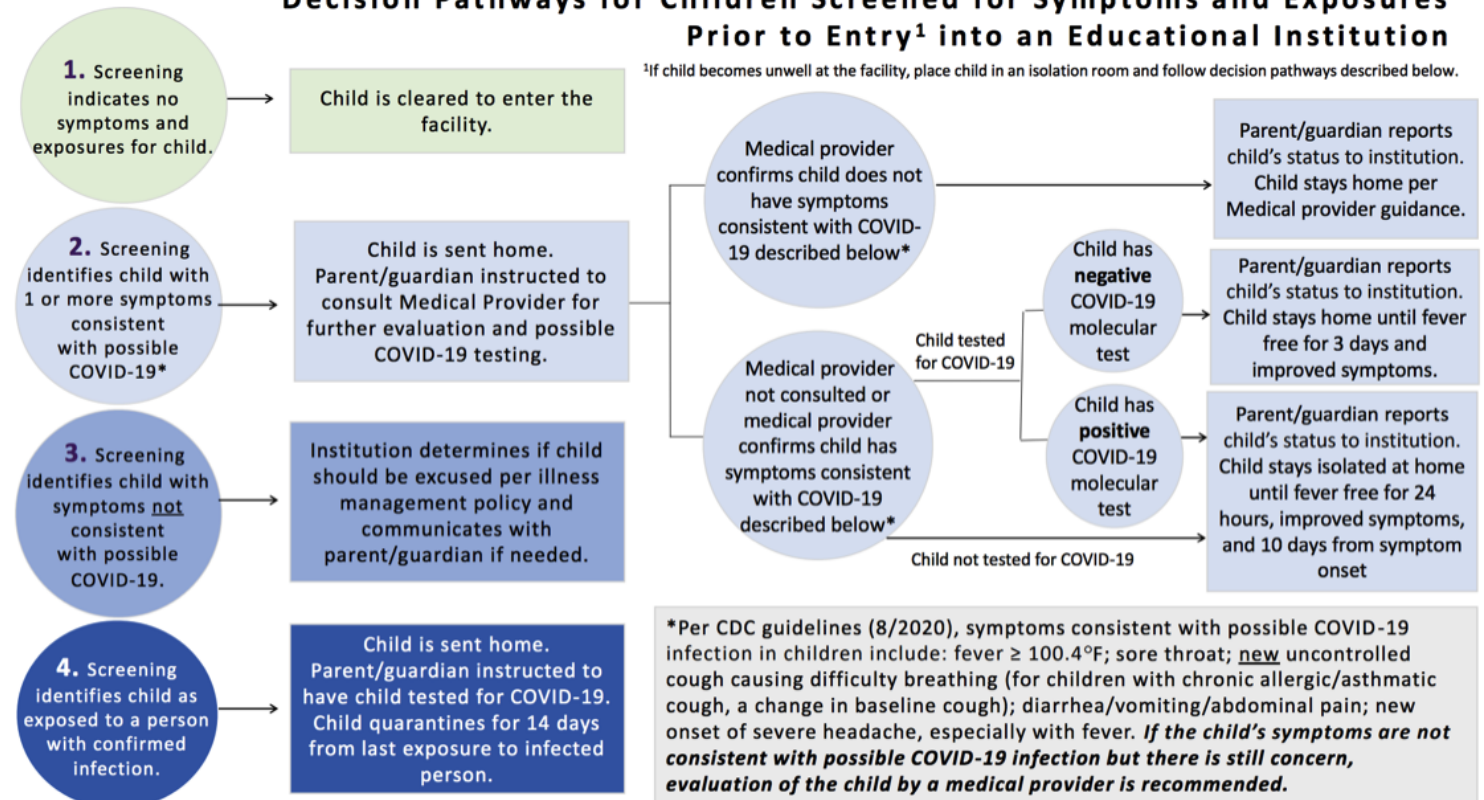 Decision Pathways for Children Screened for Symptoms and Exposures
Prior to Entry¹ into an Educational Institution
¹If child becomes unwell at the facility, place child in an isolation room and follow decision pathways described below.
1. Screening
indicates no
symptoms and
exposures for child.
Child is cleared to enter the
facility.
2. Screening
identifies child with
1 or more symptoms
consistent
with possible
COVID-19*
Child is sent home.
Parent/guardian instructed to
consult Medical Provider for
further evaluation and possible
COVID-19 testing.
Medical provider
confirms child does not
have symptoms
consistent with COVID-
19 described below*
Parent/guardian reports
child’s status to institution.
Child stays home per
Medical provider guidance.
Medical provider
not consulted or
medical provider
confirms child has
symptoms consistent
with COVID-19
described below*
Child tested
for COVID-19
Child has
negative
COVID-19
molecular
test
Parent/guardian reports
child’s status to institution.
Child stays home until fever
free for 3 days and
improved symptoms.
Child has
positive
COVID-19
molecular
test
Parent/guardian reports
child’s status to institution.
Child stays isolated at home
until fever free for 24
hours, improved symptoms,
and 10 days from symptom
onset
Child not tested for COVID-19
3. Screening
identifies child with
symptoms not
consistent
with possible
COVID-19.
Institution determines if child
should be excused per illness
management policy and
communicates with
parent/guardian if needed.
4. Screening
identifies child as
exposed to a person
with confirmed
infection.
Child is sent home.
Parent/guardian instructed to
have child tested for COVID-19.
Child quarantines for 14 days
from last exposure to infected
person.
*Per CDC guidelines (8/2020), symptoms consistent with possible COVID-19
infection in children include: fever ≥ 100.4°F; sore throat; new uncontrolled
cough causing difficulty breathing (for children with chronic allergic/asthmatic
cough, a change in baseline cough); diarrhea/vomiting/abdominal pain; new
onset of severe headache, especially with fever. If the child’s symptoms are not
consistent with possible COVID-19 infection but there is still concern,
evaluation of the child by a medical provider is recommended.